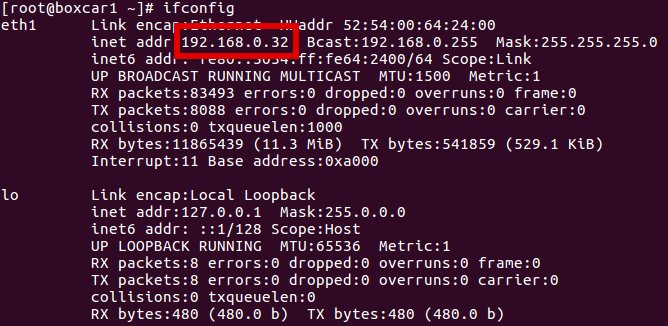 [root@boxcar1 ~]# ifconfig
eth1 Link encap:Ethernet HWaddr 52:54:00:64:24:00
inet addr 192.168.0.32 Bcast:192.168.0.255 Mask:255.255.255.0
inet6 addr: fe80::5054:ff:fe64:2400/64 Scope:Link
UP BROADCAST RUNNING MULTICAST MTU:1500 Metric:1
RX packets:83493 errors:0 dropped:0 overruns:0 frame:0
TX packets:8088 errors:0 dropped:0 overruns:0 carrier:0
collisions:0 txqueuelen:1000
RX bytes:11865439 (11.3 MiB) TX bytes:541859 (529.1 KiB)
Interrupt:11 Base address:0xa000
lo Link encap:Local Loopback
inet addr:127.0.0.1 Mask:255.0.0.0
inet6 addr: ::1/128 Scope:Host
UP LOOPBACK RUNNING MTU:65536 Metric:1
RX packets:8 errors:0 dropped:0 overruns:0 frame:0
TX packets:8 errors:0 dropped:0 overruns:0 carrier:0
collisions:0 txqueuelen:0
RX bytes:480 (480.0 b) TX bytes:480 (480.0 b)